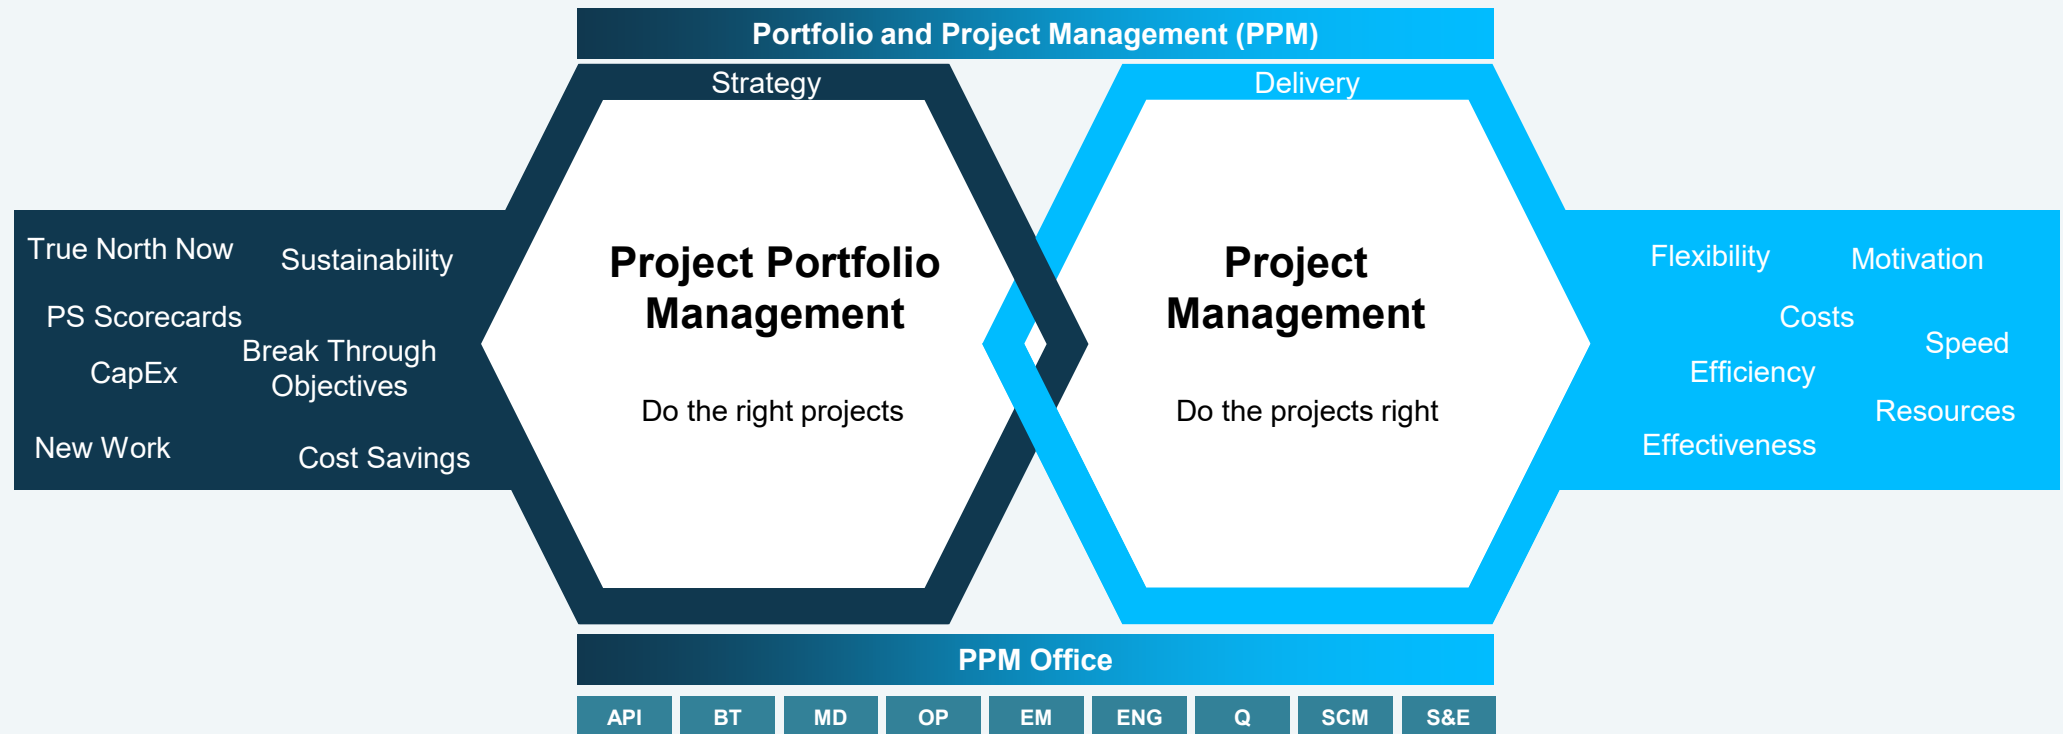 Portfolio and Project Management (PPM)
Strategy
Delivery
True North Now
Sustainability
PS Scorecards
Break Through
Objectives
CapEx
New Work
Cost Savings
Project Portfolio
Management
Do the right projects
Project
Management
Do the projects right
Flexibility
Motivation
Costs
Speed
Efficiency
Resources
Effectiveness
PPM Office
API
BT
MD
OP
EM
ENG
Q
SCM
S&E